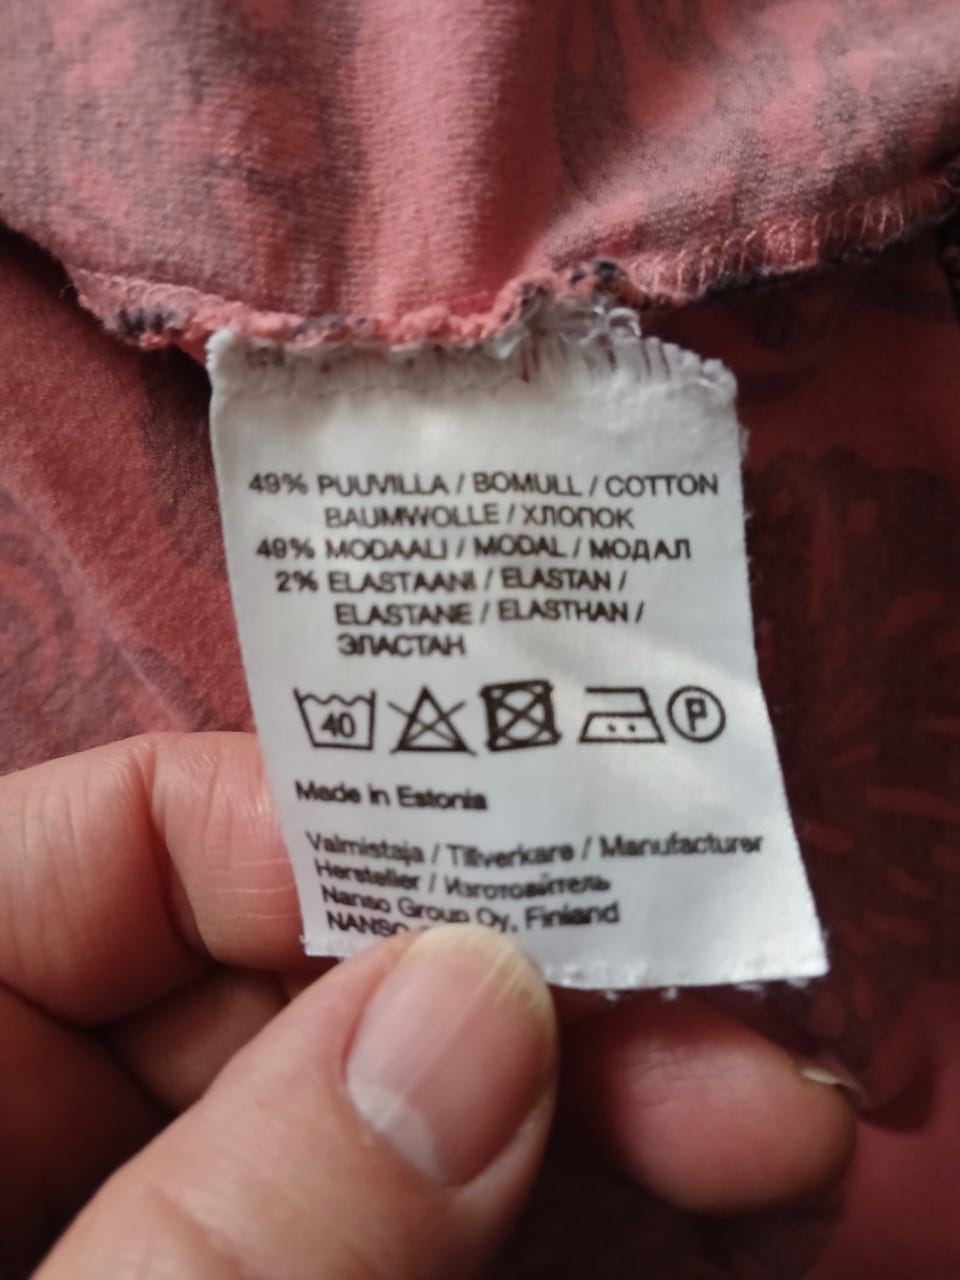 49% PUUVILLA / BOMULL / COTTON
BAUMWOLLE / ХЛОПОК
49% MODAALI / MODAL / МОДАЛ
2% ELASTAANI / ELASTAN /
ELASTANE / ELASTHAN /
ЭЛАСТАН
40 P
Made in Estonia
Valmistaja / Tillverkare / Manufacturer
Hersteller / Изготовитель
Nanso Group Oy, Finland
NANSO